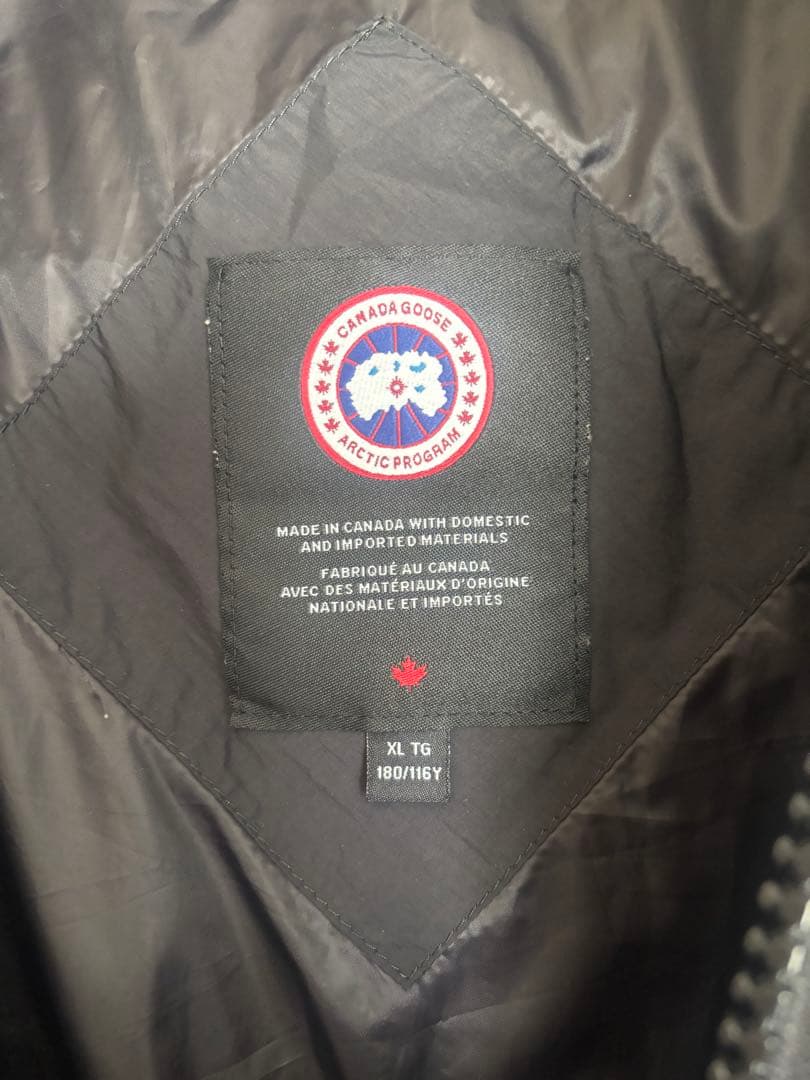 CANADA GOOSE
ARCTIC PROGRAM
MADE IN CANADA WITH DOMESTIC
AND IMPORTED MATERIALS
FABRIQUÉ AU CANADA
AVEC DES MATÉRIAUX D'ORIGINE
NATIONALE ET IMPORTÉS
XL TG
180/116Y